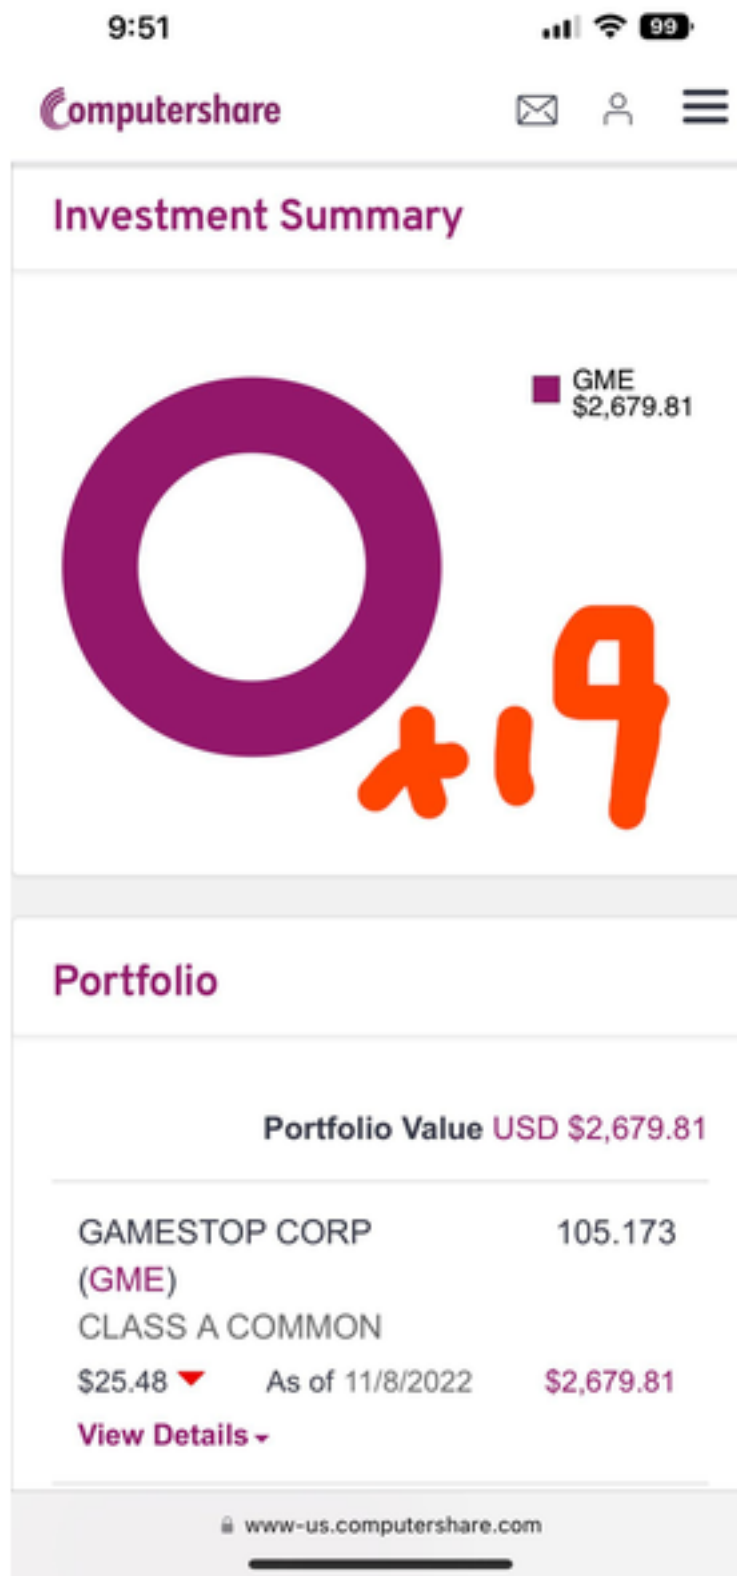 9:51
99
Computershare
Investment Summary
GME
$2,679.81
+19
Portfolio
Portfolio Value USD $2,679.81
GAMESTOP CORP 105.173
(GME)
CLASS A COMMON
$25.48 As of 11/8/2022 $2,679.81
View Details
www-us.computershare.com